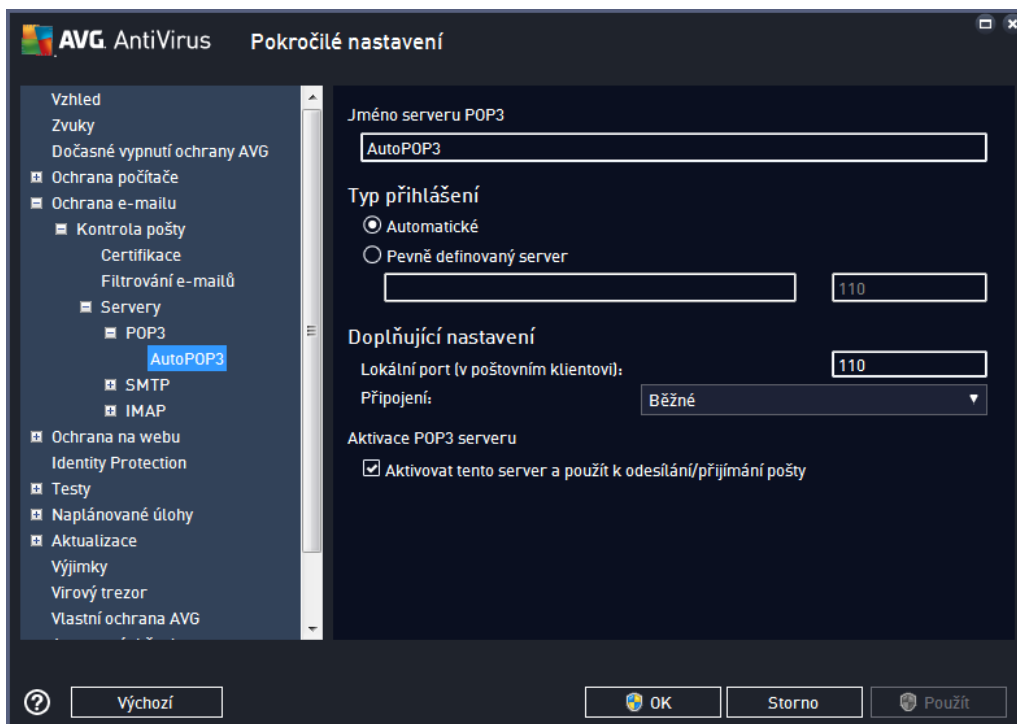 AVG AntiVirus Pokročilé nastavení
Vzhled
Zvuky
Dočasné vypnutí ochrany AVG
Ochrana počítače
Ochrana e-mailu
Kontrola pošty
Certifikace
Filtrování e-mailů
Servery
POP3
AutoPOP3
SMTP
IMAP
Ochrana na webu
Identity Protection
Testy
Naplánované úlohy
Aktualizace
Výjimky
Virový trezor
Vlastní ochrana AVG
Jméno serveru POP3
AutoPOP3
Typ přihlášení
Automatické
Pevně definovaný server
110
Doplňující nastavení
Lokální port (v poštovním klientovi): 110
Připojení: Běžné
Aktivace POP3 serveru
Aktivovat tento server a použít k odesílání/přijímání pošty
? Výchozí OK Storno Použít